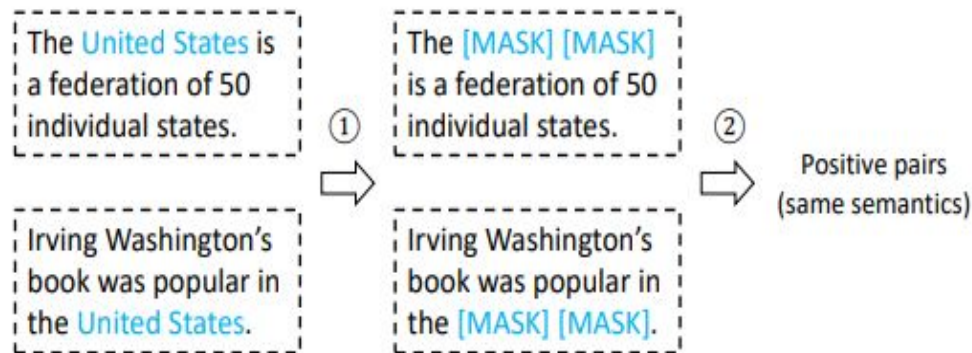 The United States is
a federation of 50
individual states.
Irving Washington's
book was popular in
the United States.
①
The [MASK] [MASK]
is a federation of 50
individual states.
Irving Washington's
book was popular in
the [MASK] [MASK].
②
Positive pairs
(same semantics)